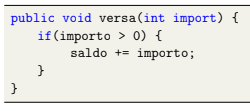 public void versa(int import) {
if(importo > 0) {
saldo += importo;
}
}